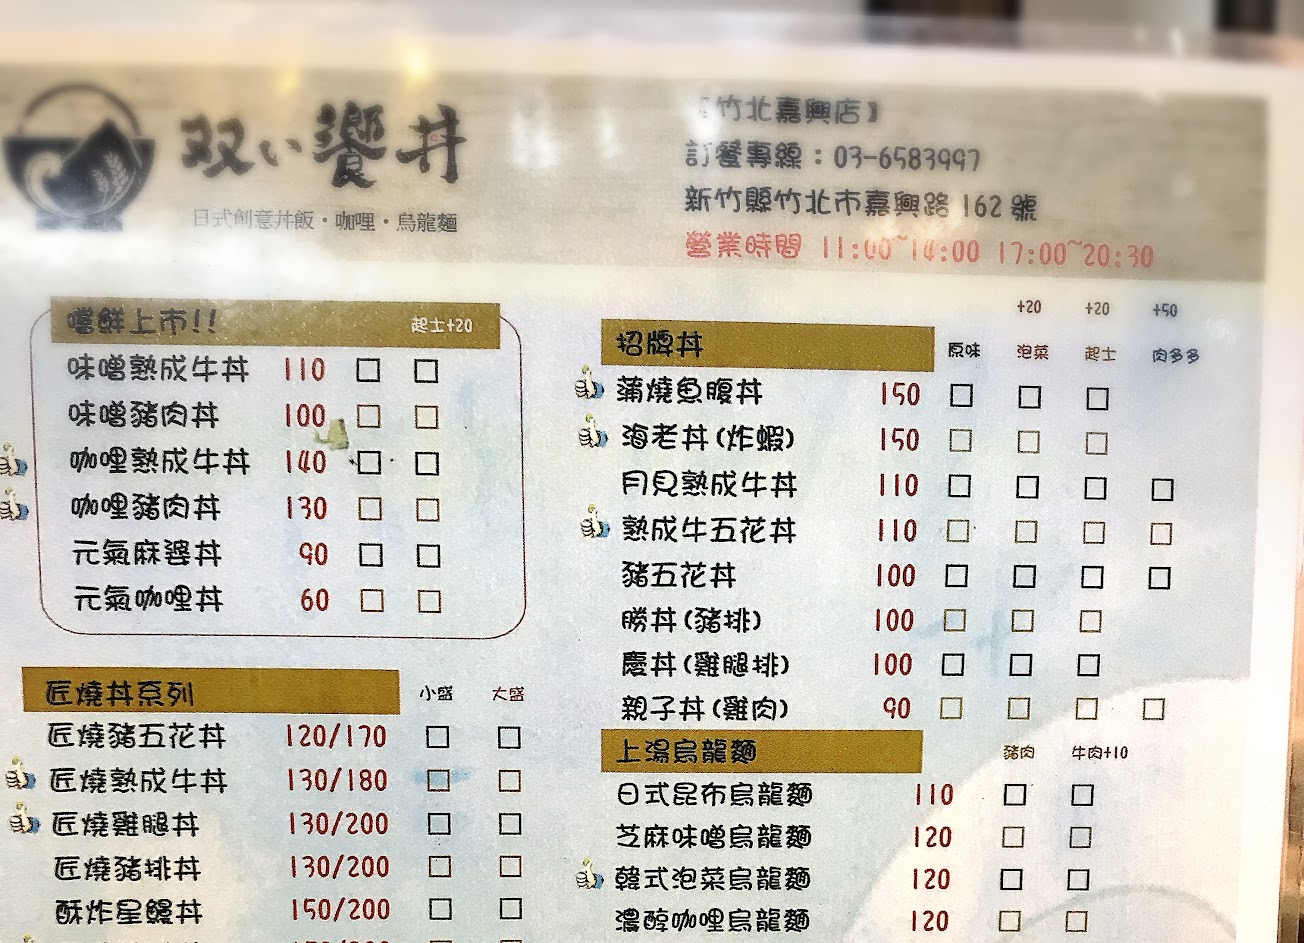 双い饗丼
日式創意丼飯・咖哩・烏龍麵
【竹北嘉興店】
訂餐專線：03-6583997
新竹縣竹北市嘉興路 162 號
營業時間 11:00~14:00 17:00~20:30
嚐鮮上市!! 起士+20
味噌熟成牛丼 110 □ □
味噌豬肉丼 100 □ □
咖哩熟成牛丼 140 □ □
咖哩豬肉丼 130 □ □
元氣麻婆丼 90 □ □
元氣咖哩丼 60 □ □
匠燒丼系列 小盛 大盛
匠燒豬五花丼 120/170 □ □
匠燒熟成牛丼 130/180 □ □
匠燒雞腿丼 130/200 □ □
匠燒豬排丼 130/200 □ □
酥炸星鰻丼 150/200 □ □
+20 +20 +50
招牌丼 原味 泡菜 起士 肉多多
蒲燒魚腹丼 150 □ □ □
海老丼(炸蝦) 150 □ □ □
月見熟成牛丼 110 □ □ □ □
熟成牛五花丼 110 □ □ □ □
豬五花丼 100 □ □ □ □
勝丼(豬排) 100 □ □ □
慶丼(雞腿排) 100 □ □ □
親子丼(雞肉) 90 □ □ □ □
上湯烏龍麵 豬肉 牛肉+10
日式昆布烏龍麵 110 □ □
芝麻味噌烏龍麵 120 □ □
韓式泡菜烏龍麵 120 □ □
濃醇咖哩烏龍麵 120 □ □